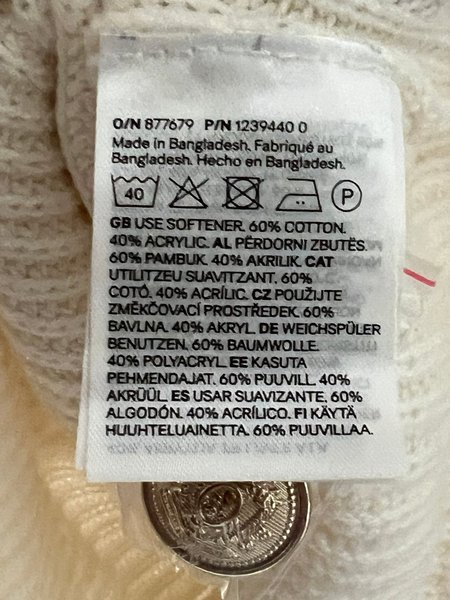 O/N 877679 P/N 1239440 0
Made in Bangladesh. Fabriqué au
Bangladesh. Hecho en Bangladesh.
40 P
GB USE SOFTENER. 60% COTTON.
40% ACRYLIC. AL PËRDORNI ZBUTËS.
60% PAMBUK. 40% AKRILIK. CAT
UTILITZEU SUAVITZANT. 60%
COTÓ. 40% ACRÍLIC. CZ POUŽIJTE
ZMĚKČOVACÍ PROSTŘEDEK. 60%
BAVLNA. 40% AKRYL. DE WEICHSPÜLER
BENUTZEN. 60% BAUMWOLLE.
40% POLYACRYL. EE KASUTA
PEHMENDAJAT. 60% PUUVILL. 40%
AKRÜÜL. ES USAR SUAVIZANTE. 60%
ALGODÓN. 40% ACRÍLICO. FI KÄYTÄ
HUUHTELUAINETTA. 60% PUUVILLAA.